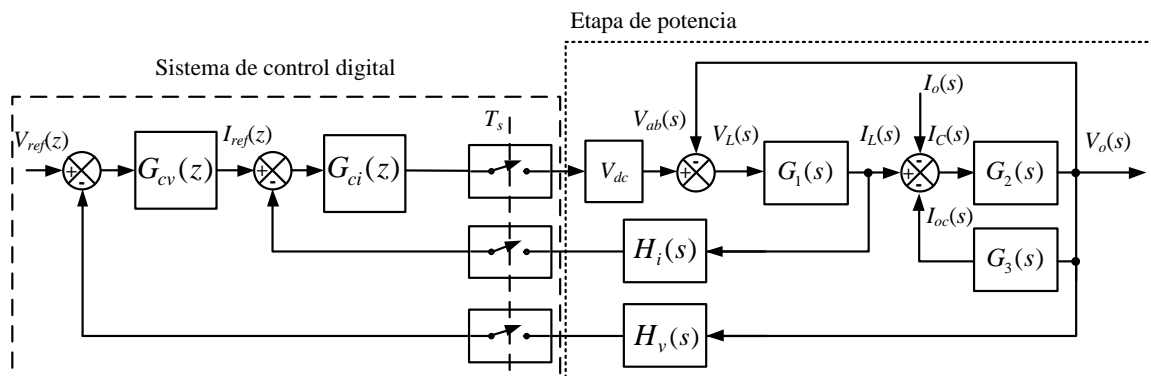 Etapa de potencia
Sistema de control digital
V_ref(z)
+
-
G_cv(z)
I_ref(z)
+
-
G_ci(z)
T_s
V_dc
V_ab(s)
+
-
V_L(s)
G_1(s)
I_L(s)
I_o(s)
+
-
-
I_C(s)
G_2(s)
V_o(s)
I_oc(s)
G_3(s)
H_i(s)
H_v(s)